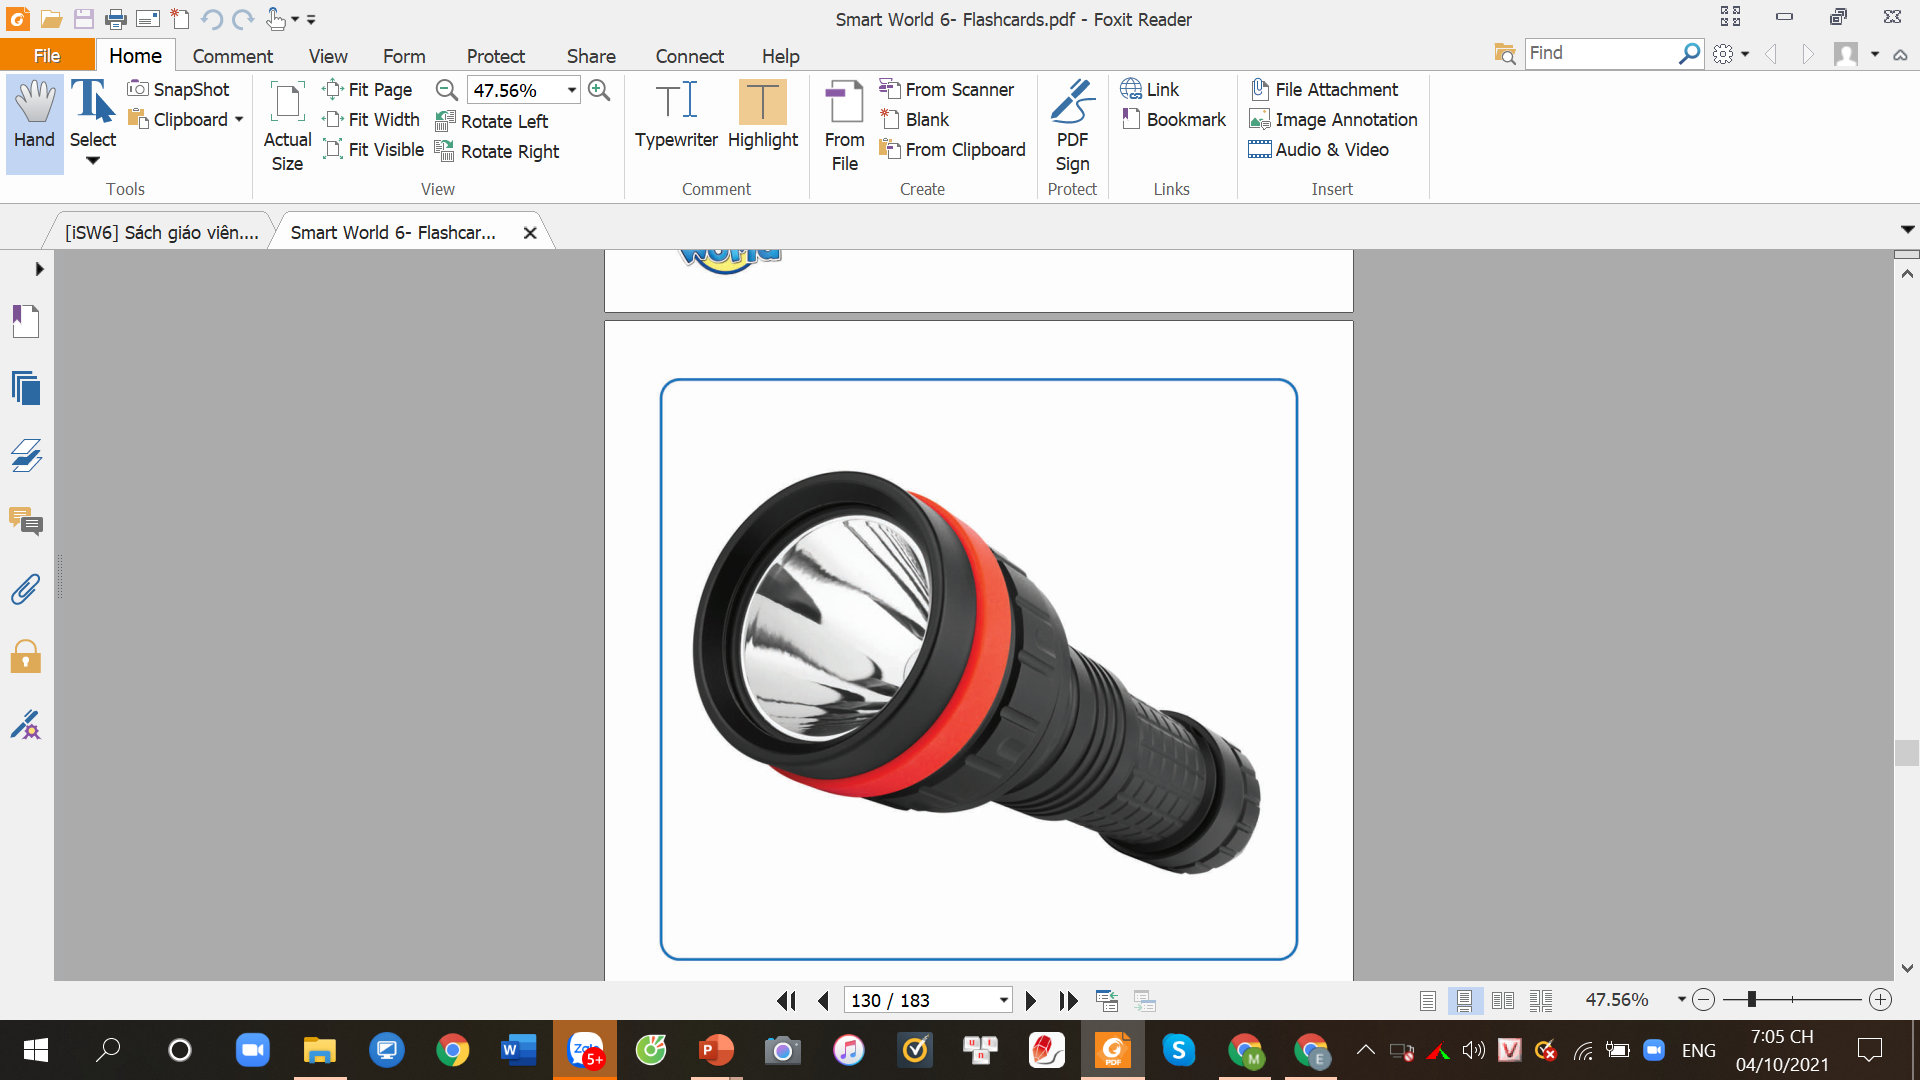 Smart World 6- Flashcards.pdf - Foxit Reader
File Home Comment View Form Protect Share Connect Help Find
Hand
Select
SnapShot
Clipboard
Tools
Actual Size
Fit Page
Fit Width
Fit Visible
47.56%
Rotate Left
Rotate Right
View
Typewriter
Highlight
Comment
From File
From Scanner
Blank
From Clipboard
Create
PDF Sign
Protect
Link
Bookmark
Links
File Attachment
Image Annotation
Audio & Video
Insert
[iSW6] Sách giáo viên.... Smart World 6- Flashcar...
World
130 / 183
47.56%
Zalo 5+
ENG
7:05 CH
04/10/2021